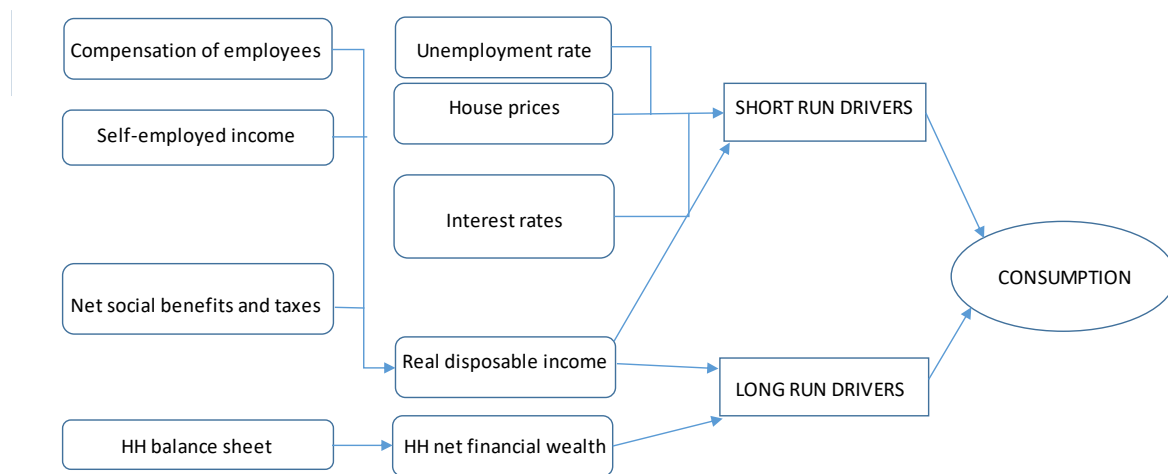 Compensation of employees
Unemployment rate
House prices
SHORT RUN DRIVERS
Self-employed income
Interest rates
CONSUMPTION
Net social benefits and taxes
Real disposable income
LONG RUN DRIVERS
HH balance sheet
HH net financial wealth